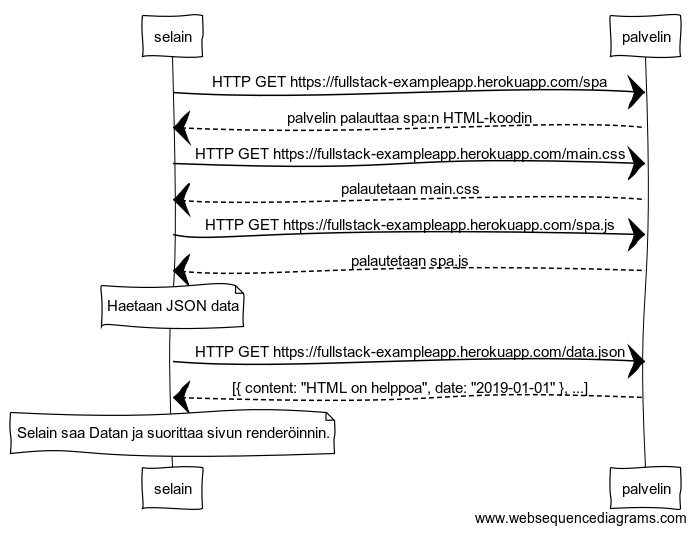 selain
palvelin
HTTP GET https://fullstack-exampleapp.herokuapp.com/spa
palvelin palauttaa spa:n HTML-koodin
HTTP GET https://fullstack-exampleapp.herokuapp.com/main.css
palautetaan main.css
HTTP GET https://fullstack-exampleapp.herokuapp.com/spa.js
palautetaan spa.js
Haetaan JSON data
HTTP GET https://fullstack-exampleapp.herokuapp.com/data.json
[{ content: "HTML on helppoa", date: "2019-01-01" }, ...]
Selain saa Datan ja suorittaa sivun renderöinnin.
selain
palvelin
www.websequencediagrams.com